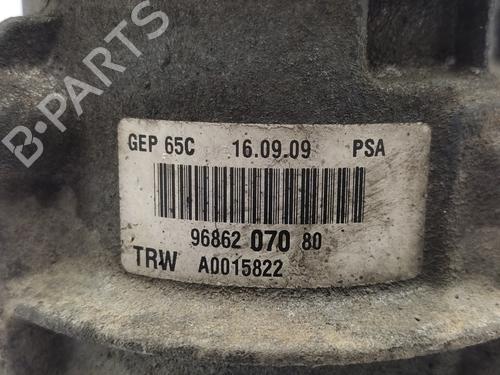 B-PARTS
GEP 65C 16.09.09 PSA
96862 070 80
TRW A0015822